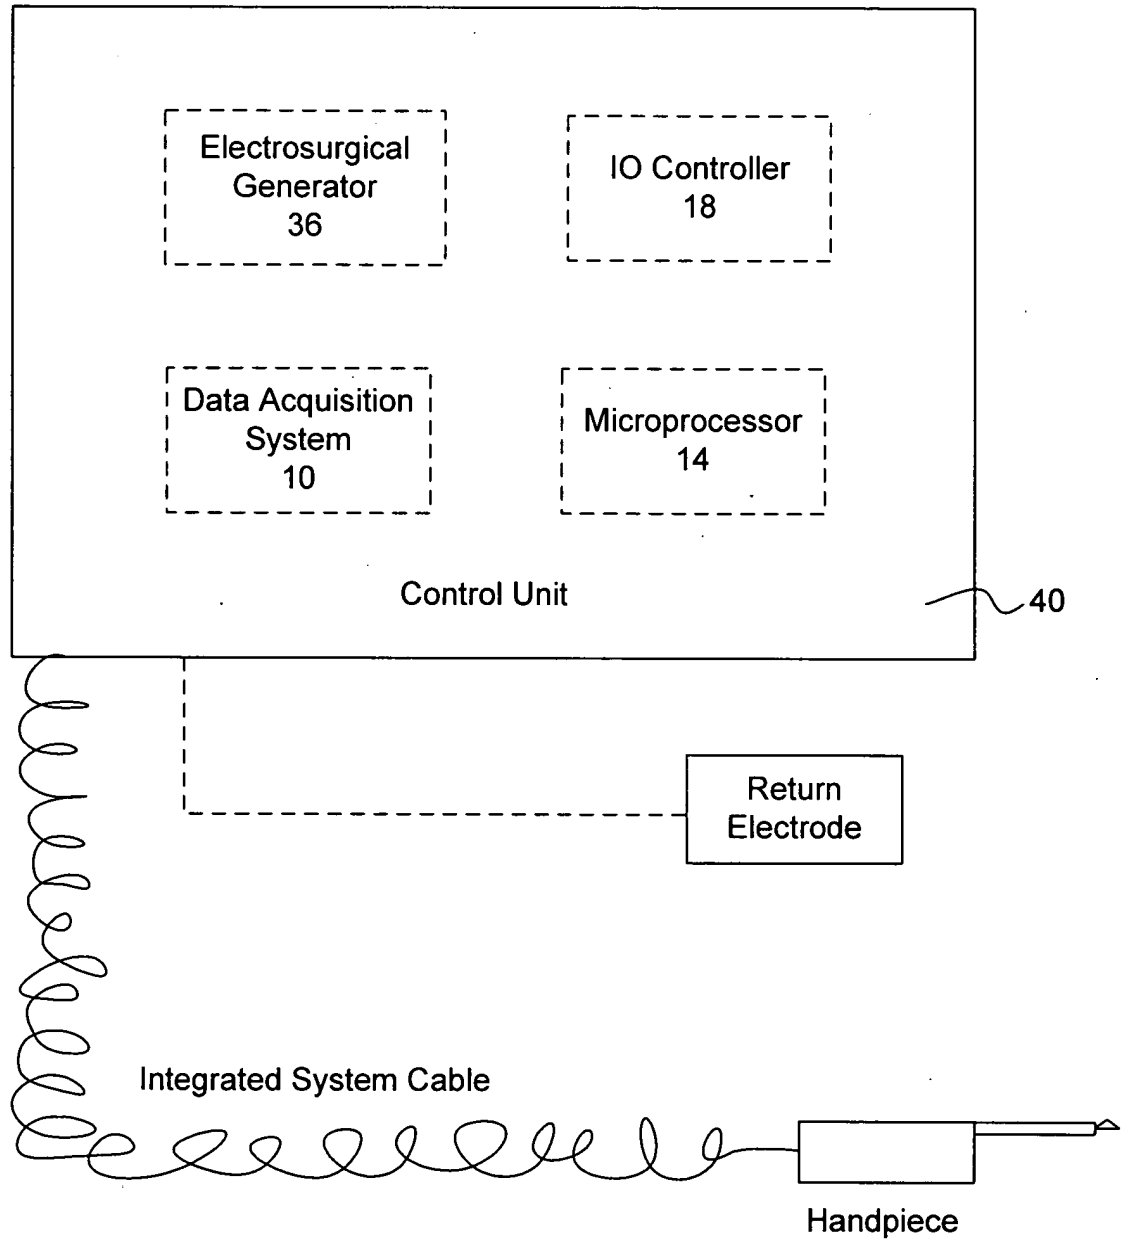 Electrosurgical
Generator
36
IO Controller
18
Data Acquisition
System
10
Microprocessor
14
Control Unit
40
Return
Electrode
Integrated System Cable
Handpiece